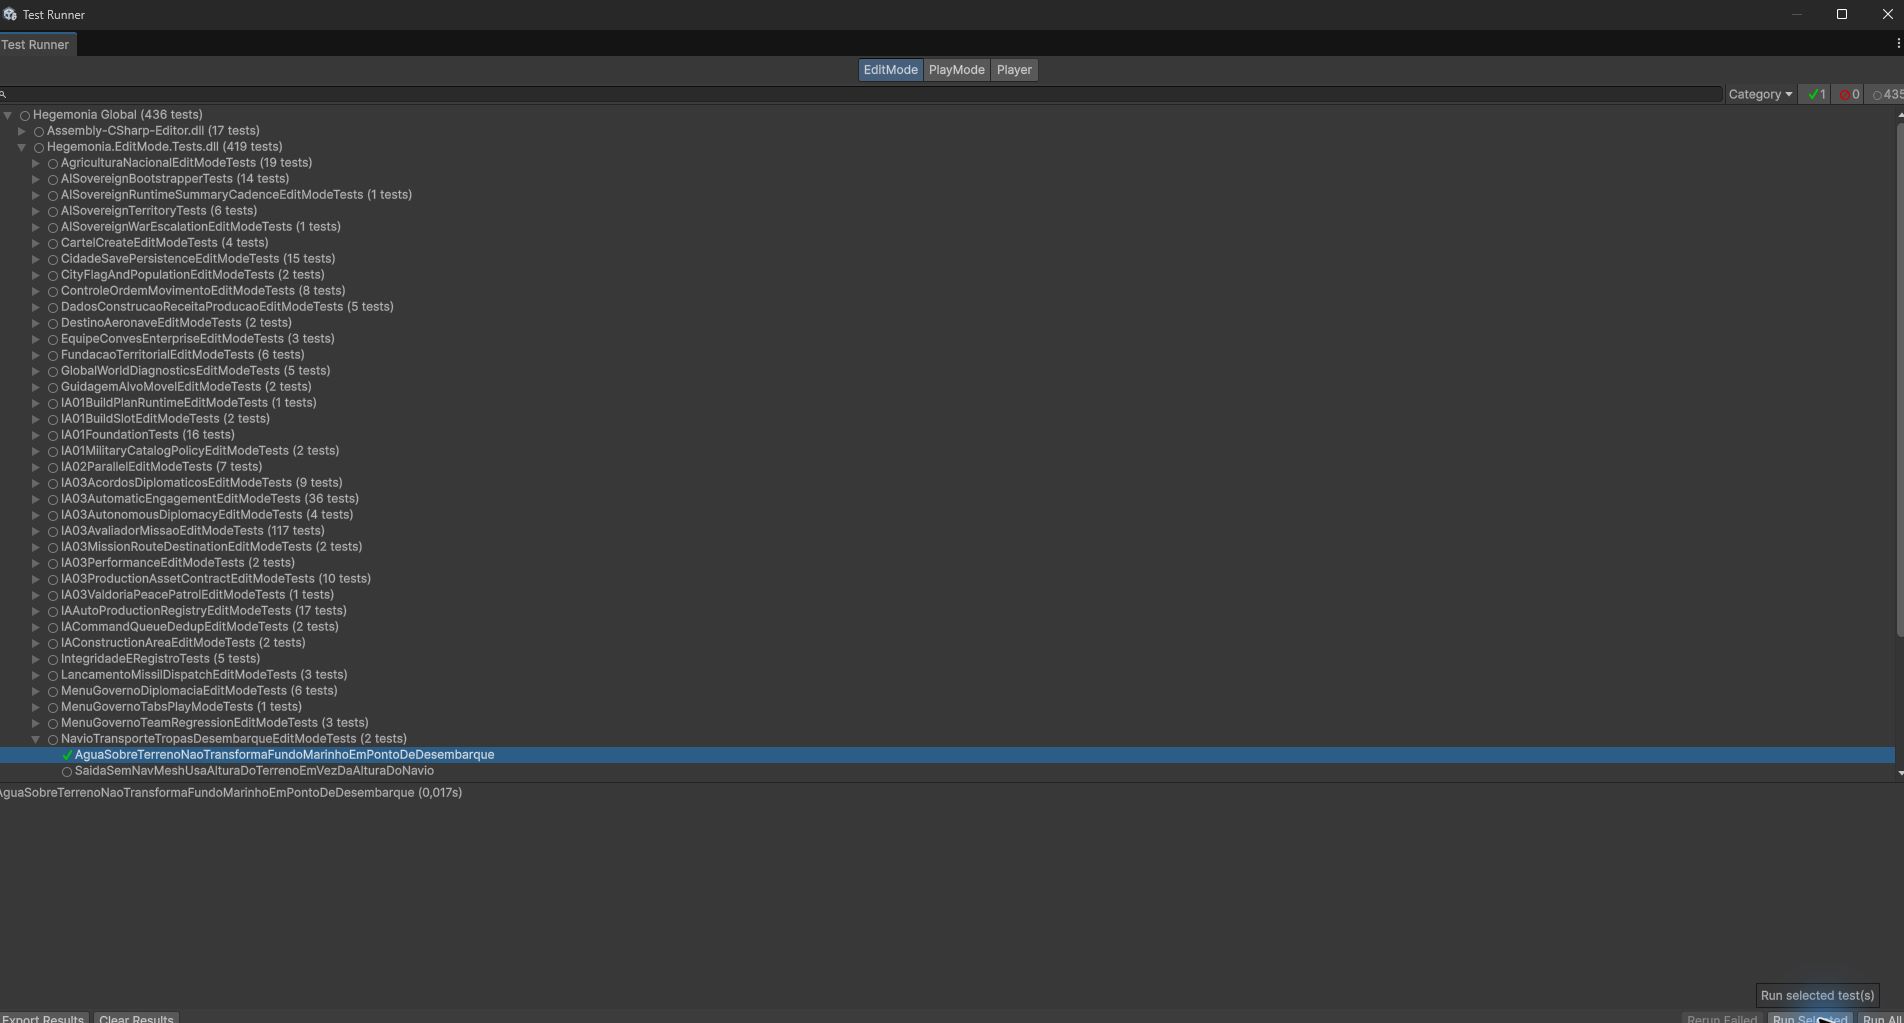 Test Runner
Test Runner
EditMode PlayMode Player
Category 1 0 435
Hegemonia Global (436 tests)
Assembly-CSharp-Editor.dll (17 tests)
Hegemonia.EditMode.Tests.dll (419 tests)
AgriculturaNacionalEditModeTests (19 tests)
AISovereignBootstrapperTests (14 tests)
AISovereignRuntimeSummaryCadenceEditModeTests (1 tests)
AISovereignTerritoryTests (6 tests)
AISovereignWarEscalationEditModeTests (1 tests)
CartelCreateEditModeTests (4 tests)
CidadeSavePersistenceEditModeTests (15 tests)
CityFlagAndPopulationEditModeTests (2 tests)
ControleOrdemMovimentoEditModeTests (8 tests)
DadosConstrucaoReceitaProducaoEditModeTests (5 tests)
DestinoAeronaveEditModeTests (2 tests)
EquipeConvesEnterpriseEditModeTests (3 tests)
FundacaoTerritorialEditModeTests (6 tests)
GlobalWorldDiagnosticsEditModeTests (5 tests)
GuidagemAlvoMovelEditModeTests (2 tests)
IA01BuildPlanRuntimeEditModeTests (1 tests)
IA01BuildSlotEditModeTests (2 tests)
IA01FoundationTests (16 tests)
IA01MilitaryCatalogPolicyEditModeTests (2 tests)
IA02ParallelEditModeTests (7 tests)
IA03AcordosDiplomaticosEditModeTests (9 tests)
IA03AutomaticEngagementEditModeTests (36 tests)
IA03AutonomousDiplomacyEditModeTests (4 tests)
IA03AvaliadorMissaoEditModeTests (117 tests)
IA03MissionRouteDestinationEditModeTests (2 tests)
IA03PerformanceEditModeTests (2 tests)
IA03ProductionAssetContractEditModeTests (10 tests)
IA03ValdoriaPeacePatrolEditModeTests (1 tests)
IAAutoProductionRegistryEditModeTests (17 tests)
IACommandQueueDedupEditModeTests (2 tests)
IAConstructionAreaEditModeTests (2 tests)
IntegridadeERegistroTests (5 tests)
LancamentoMissilDispatchEditModeTests (3 tests)
MenuGovernoDiplomaciaEditModeTests (6 tests)
MenuGovernoTabsPlayModeTests (1 tests)
MenuGovernoTeamRegressionEditModeTests (3 tests)
NavioTransporteTropasDesembarqueEditModeTests (2 tests)
AguaSobreTerrenoNaoTransformaFundoMarinhoEmPontoDeDesembarque
SaidaSemNavMeshUsaAlturaDoTerrenoEmVezDaAlturaDoNavio
AguaSobreTerrenoNaoTransformaFundoMarinhoEmPontoDeDesembarque (0,017s)
Run selected test(s)
Export Results Clear Results Rerun Failed Run Selected Run All